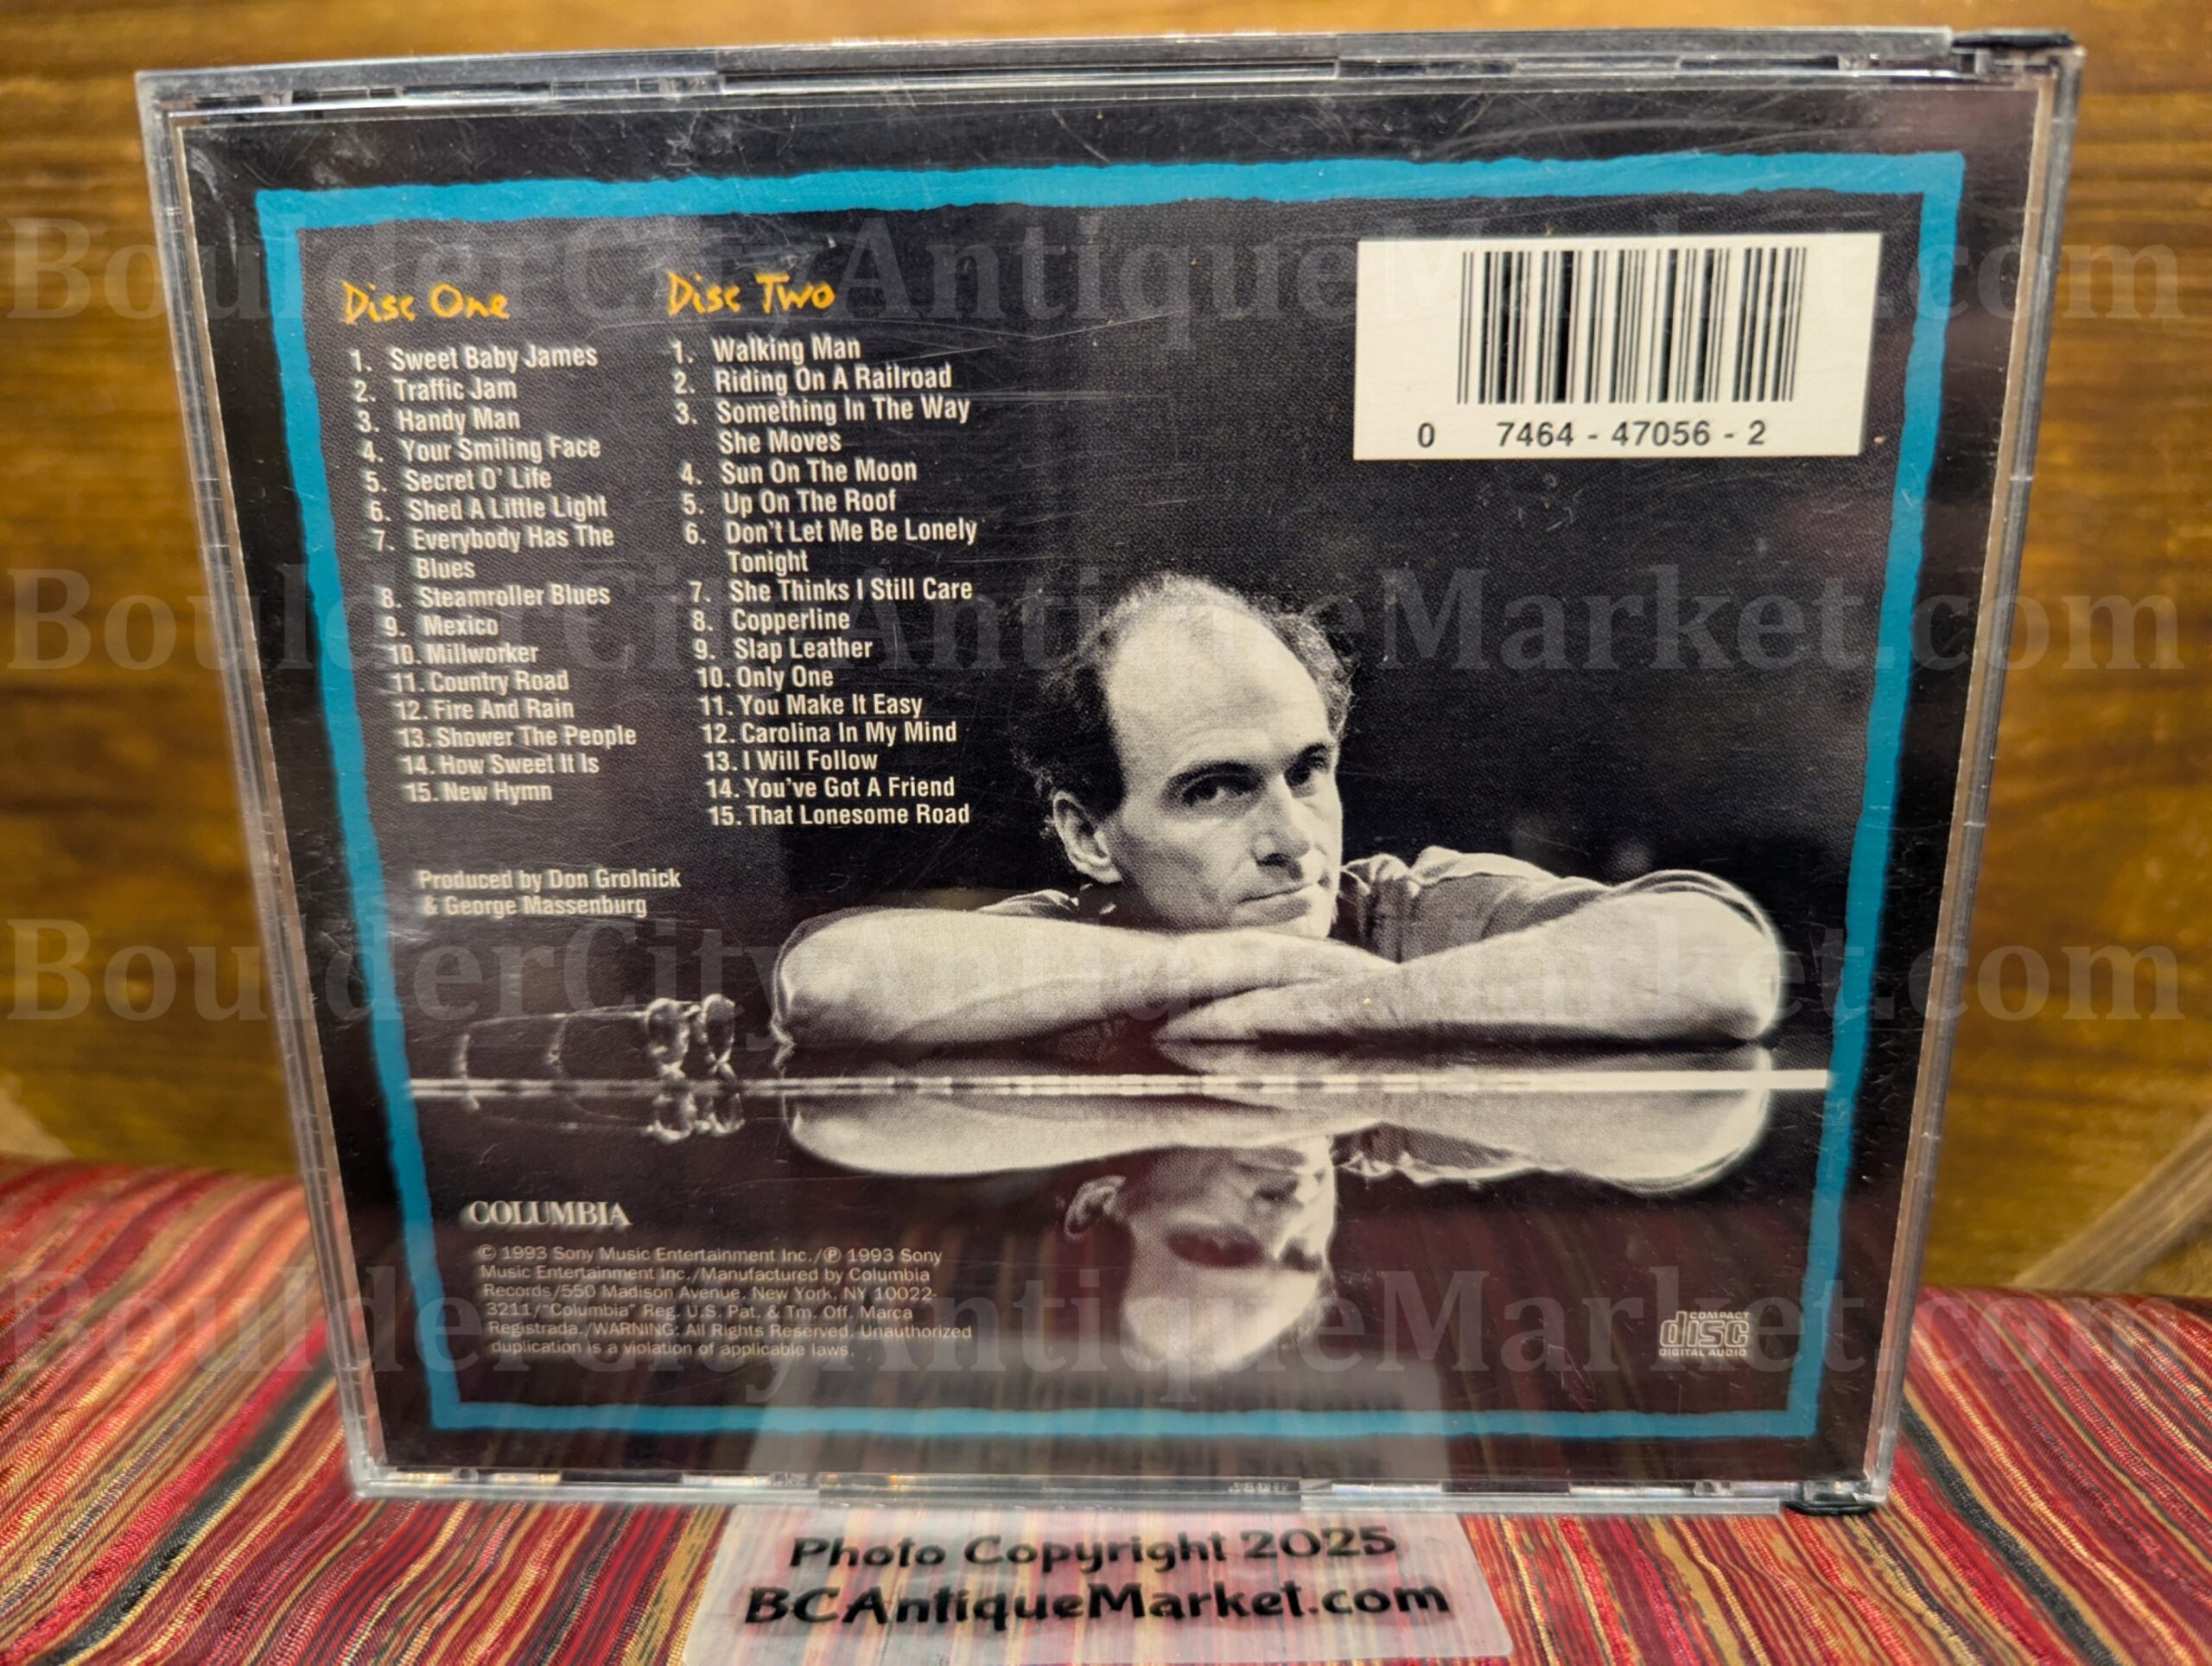 Disc One
1. Sweet Baby James
2. Traffic Jam
3. Handy Man
4. Your Smiling Face
5. Secret O' Life
6. Shed A Little Light
7. Everybody Has The
Blues
8. Steamroller Blues
9. Mexico
10. Millworker
11. Country Road
12. Fire And Rain
13. Shower The People
14. How Sweet It Is
15. New Hymn
Produced by Don Grolnick
& George Massenburg
Disc Two
1. Walking Man
2. Riding On A Railroad
3. Something In The Way
She Moves
4. Sun On The Moon
5. Up On The Roof
6. Don't Let Me Be Lonely
Tonight
7. She Thinks I Still Care
8. Copperline
9. Slap Leather
10. Only One
11. You Make It Easy
12. Carolina In My Mind
13. I Will Follow
14. You've Got A Friend
15. That Lonesome Road
0 7464 - 47056 - 2
COLUMBIA
© 1993 Sony Music Entertainment Inc./℗ 1993 Sony
Music Entertainment Inc./Manufactured by Columbia
Records/550 Madison Avenue, New York, NY 10022-
3211/"Columbia" Reg. U.S. Pat. & Tm. Off. Marca
Registrada./WARNING: All Rights Reserved. Unauthorized
duplication is a violation of applicable laws.
COMPACT
disc
DIGITAL AUDIO
Photo Copyright 2025
BCAntiqueMarket.com
BoulderCityAntiqueMarket.com
BoulderCityAntiqueMarket.com
BoulderCityAntiqueMarket.com
BoulderCityAntiqueMarket.com